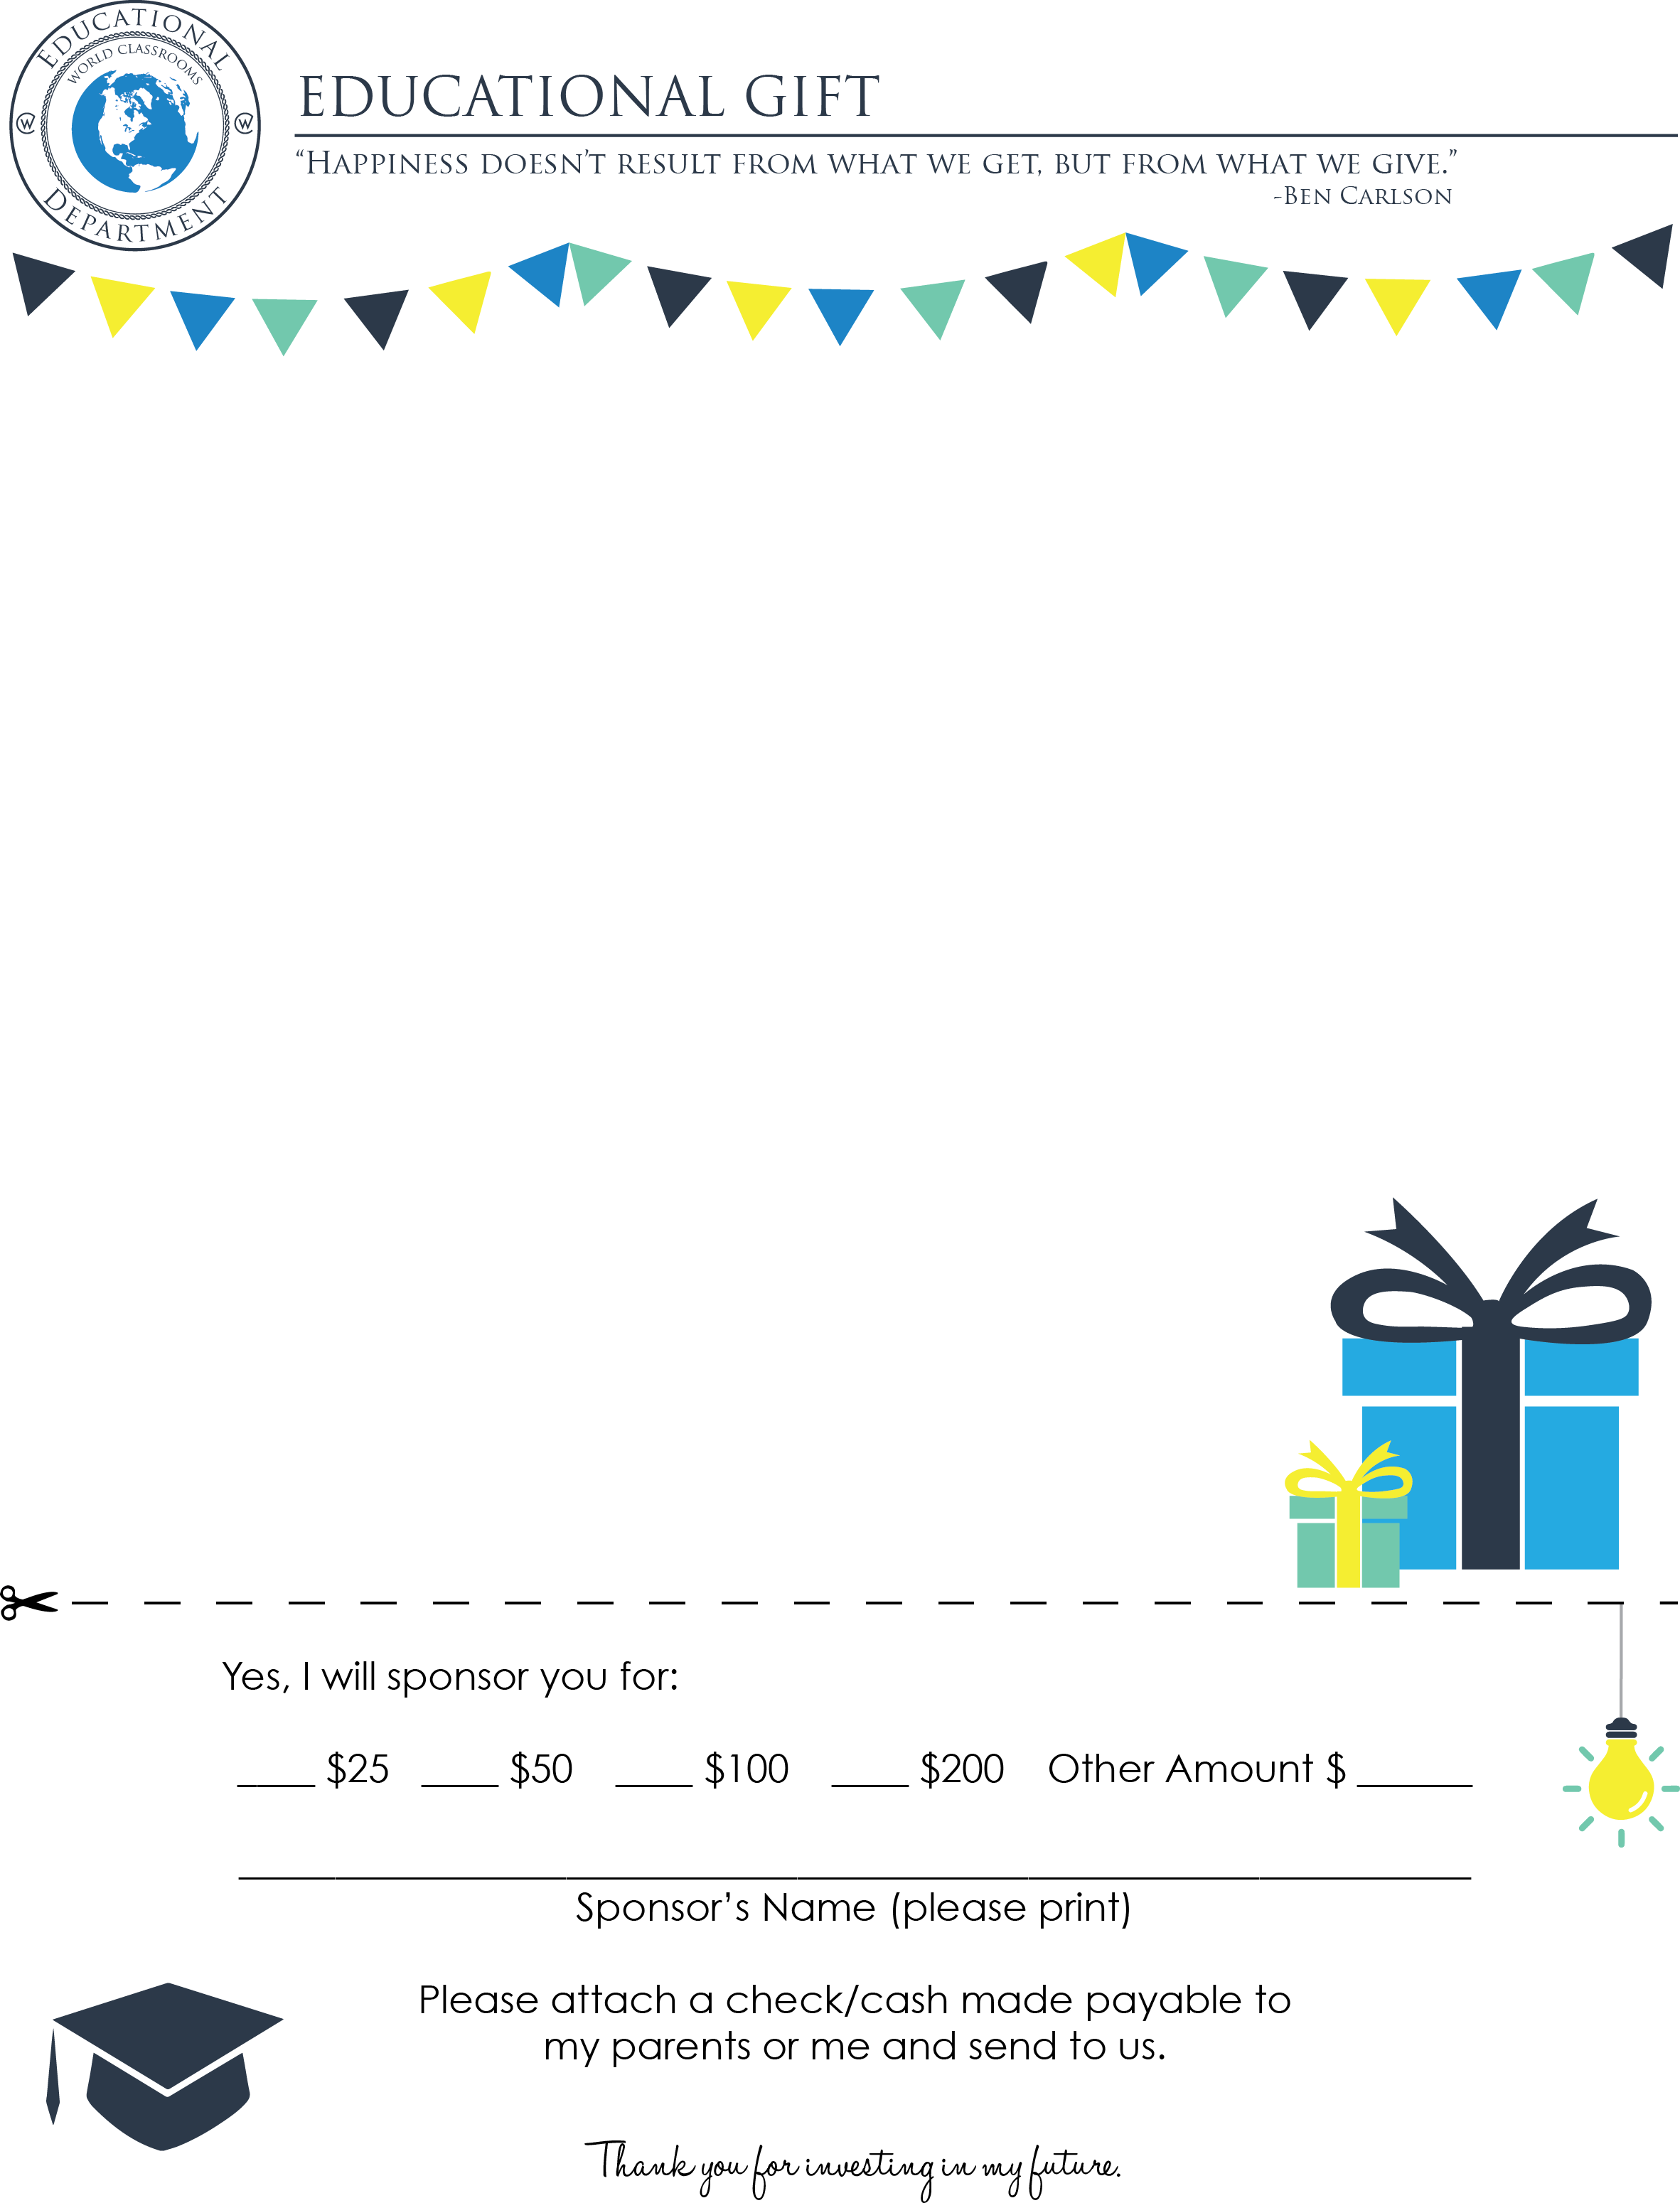 EDUCATIONAL
WORLD CLASSROOMS
CW CW
DEPARTMENT
EDUCATIONAL GIFT
“HAPPINESS DOESN’T RESULT FROM WHAT WE GET, BUT FROM WHAT WE GIVE.”
-BEN CARLSON
Yes, I will sponsor you for:
____ $25 ____ $50 ____ $100 ____ $200 Other Amount $ ______
Sponsor’s Name (please print)
Please attach a check/cash made payable to
my parents or me and send to us.
Thank you for investing in my future.